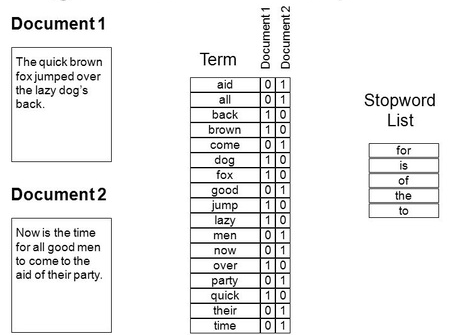 Document 1
The quick brown
fox jumped over
the lazy dog's
back.
Document 2
Now is the time
for all good men
to come to the
aid of their party.
Term Document 1 Document 2
aid 0 1
all 0 1
back 1 0
brown 1 0
come 0 1
dog 1 0
fox 1 0
good 0 1
jump 1 0
lazy 1 0
men 0 1
now 0 1
over 1 0
party 0 1
quick 1 0
their 0 1
time 0 1
Stopword
List
for
is
of
the
to